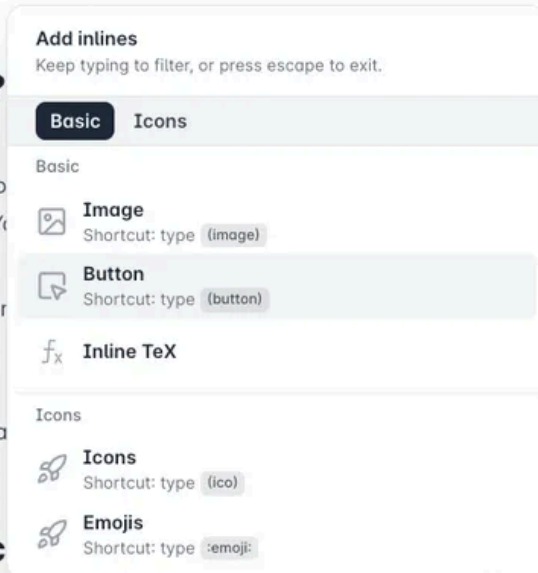 Add inlines
Keep typing to filter, or press escape to exit.
Basic Icons
Basic
Image
Shortcut: type (image)
Button
Shortcut: type (button)
fx Inline TeX
Icons
Icons
Shortcut: type (ico)
Emojis
Shortcut: type :emoji: